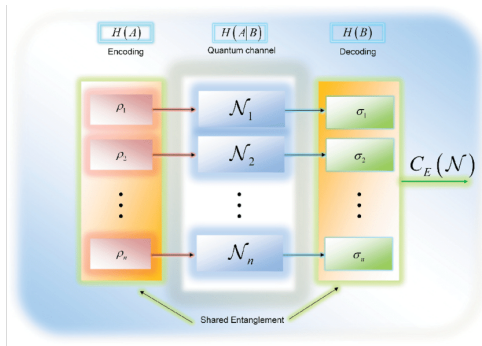 H(A) H(A|B) H(B)
Encoding Quantum channel Decoding
ρ₁ 𝒩₁ σ₁
ρ₂ 𝒩₂ σ₂
C_E(𝒩)
⋮ ⋮ ⋮
ρₙ 𝒩ₙ σₙ
Shared Entanglement